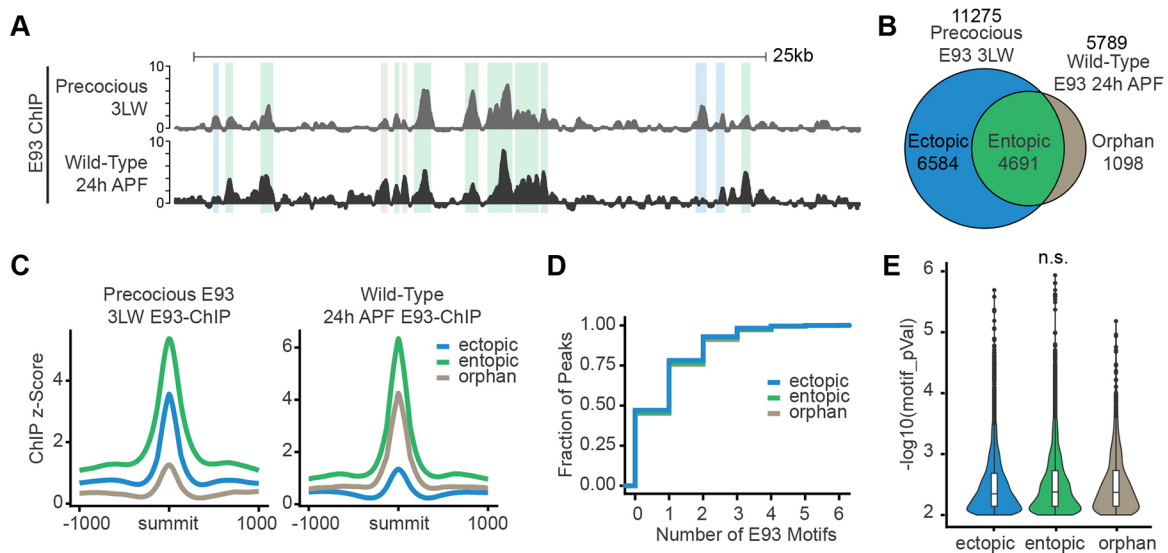 A
25kb
E93 ChIP
Precocious
3LW
10
0
Wild-Type
24h APF
10
0
B
11275
Precocious
E93 3LW
5789
Wild-Type
E93 24h APF
Ectopic
6584
Entopic
4691
Orphan
1098
C
Precocious E93
3LW E93-ChIP
ChIP z-Score
4
2
0
-1000 summit 1000
Wild-Type
24h APF E93-ChIP
6
4
2
0
-1000 summit 1000
ectopic
entopic
orphan
D
Fraction of Peaks
1.00
0.75
0.50
0.25
0.00
0 1 2 3 4 5 6
Number of E93 Motifs
ectopic
entopic
orphan
E
n.s.
-log10(motif_pVal)
6
5
4
3
2
ectopic entopic orphan